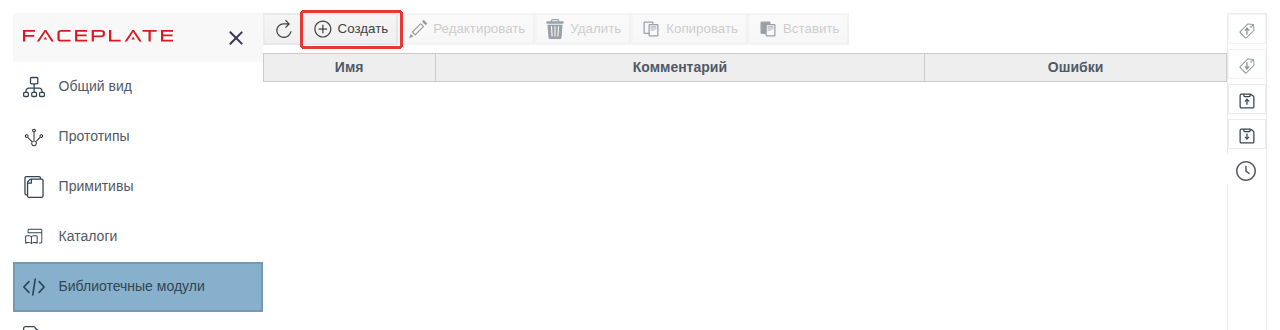 FACEPLATE
Создать Редактировать Удалить Копировать Вставить
Имя Комментарий Ошибки
Общий вид
Прототипы
Примитивы
Каталоги
Библиотечные модули